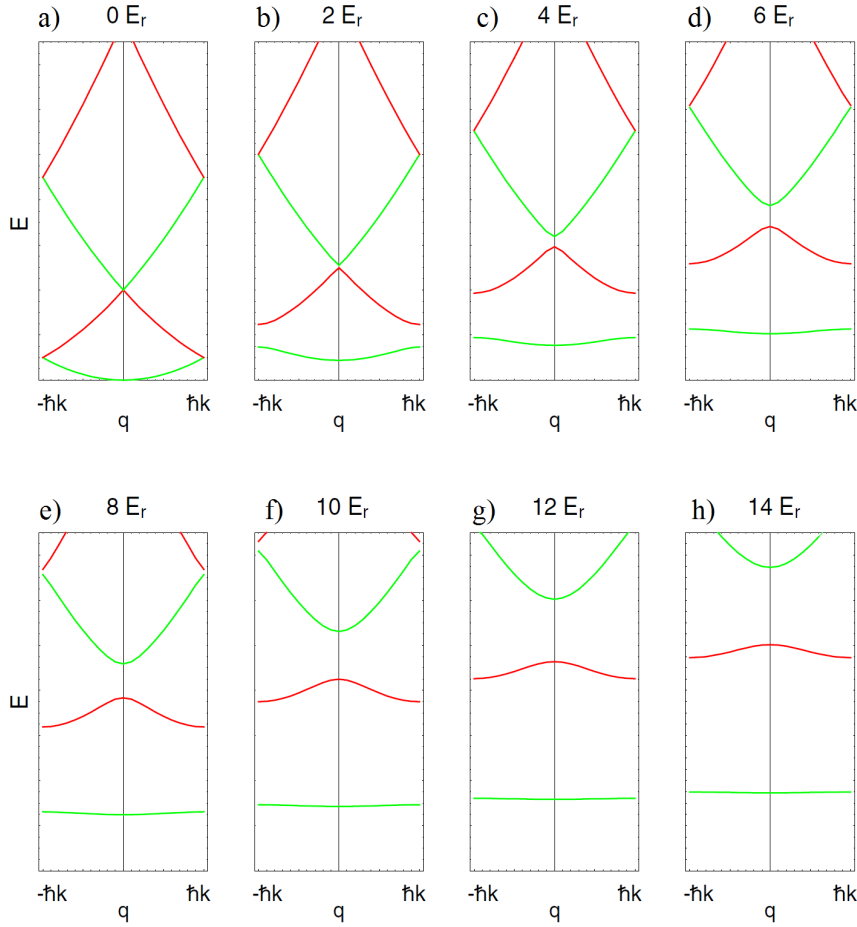 a) 0 Eᵣ b) 2 Eᵣ c) 4 Eᵣ d) 6 Eᵣ
E
-ħk ħk -ħk ħk -ħk ħk -ħk ħk
q q q q
e) 8 Eᵣ f) 10 Eᵣ g) 12 Eᵣ h) 14 Eᵣ
E
-ħk ħk -ħk ħk -ħk ħk -ħk ħk
q q q q